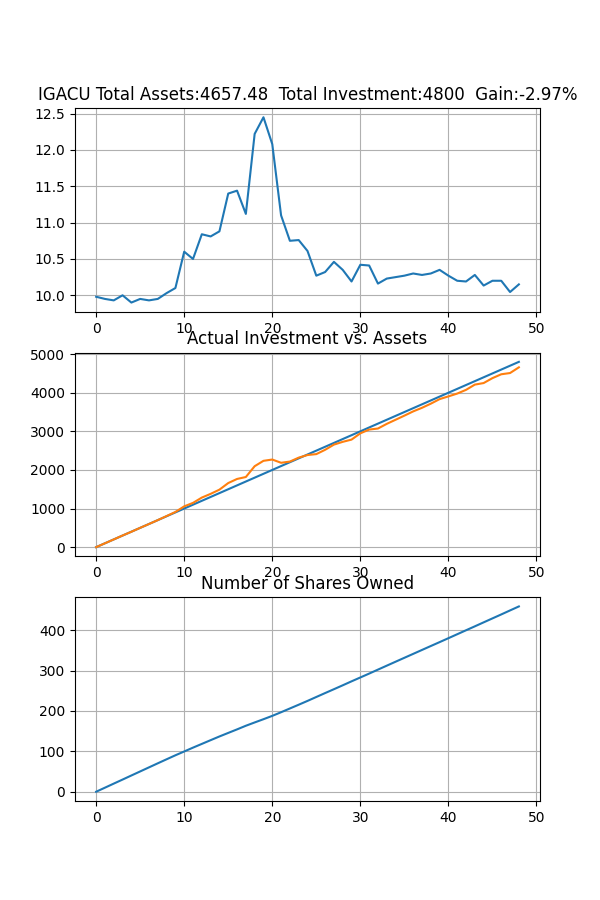 IGACU Total Assets:4657.48  Total Investment:4800  Gain:-2.97%
12.5
12.0
11.5
11.0
10.5
10.0
0 10 20 30 40 50
Actual Investment vs. Assets
5000
4000
3000
2000
1000
0
0 10 20 30 40 50
Number of Shares Owned
400
300
200
100
0
0 10 20 30 40 50